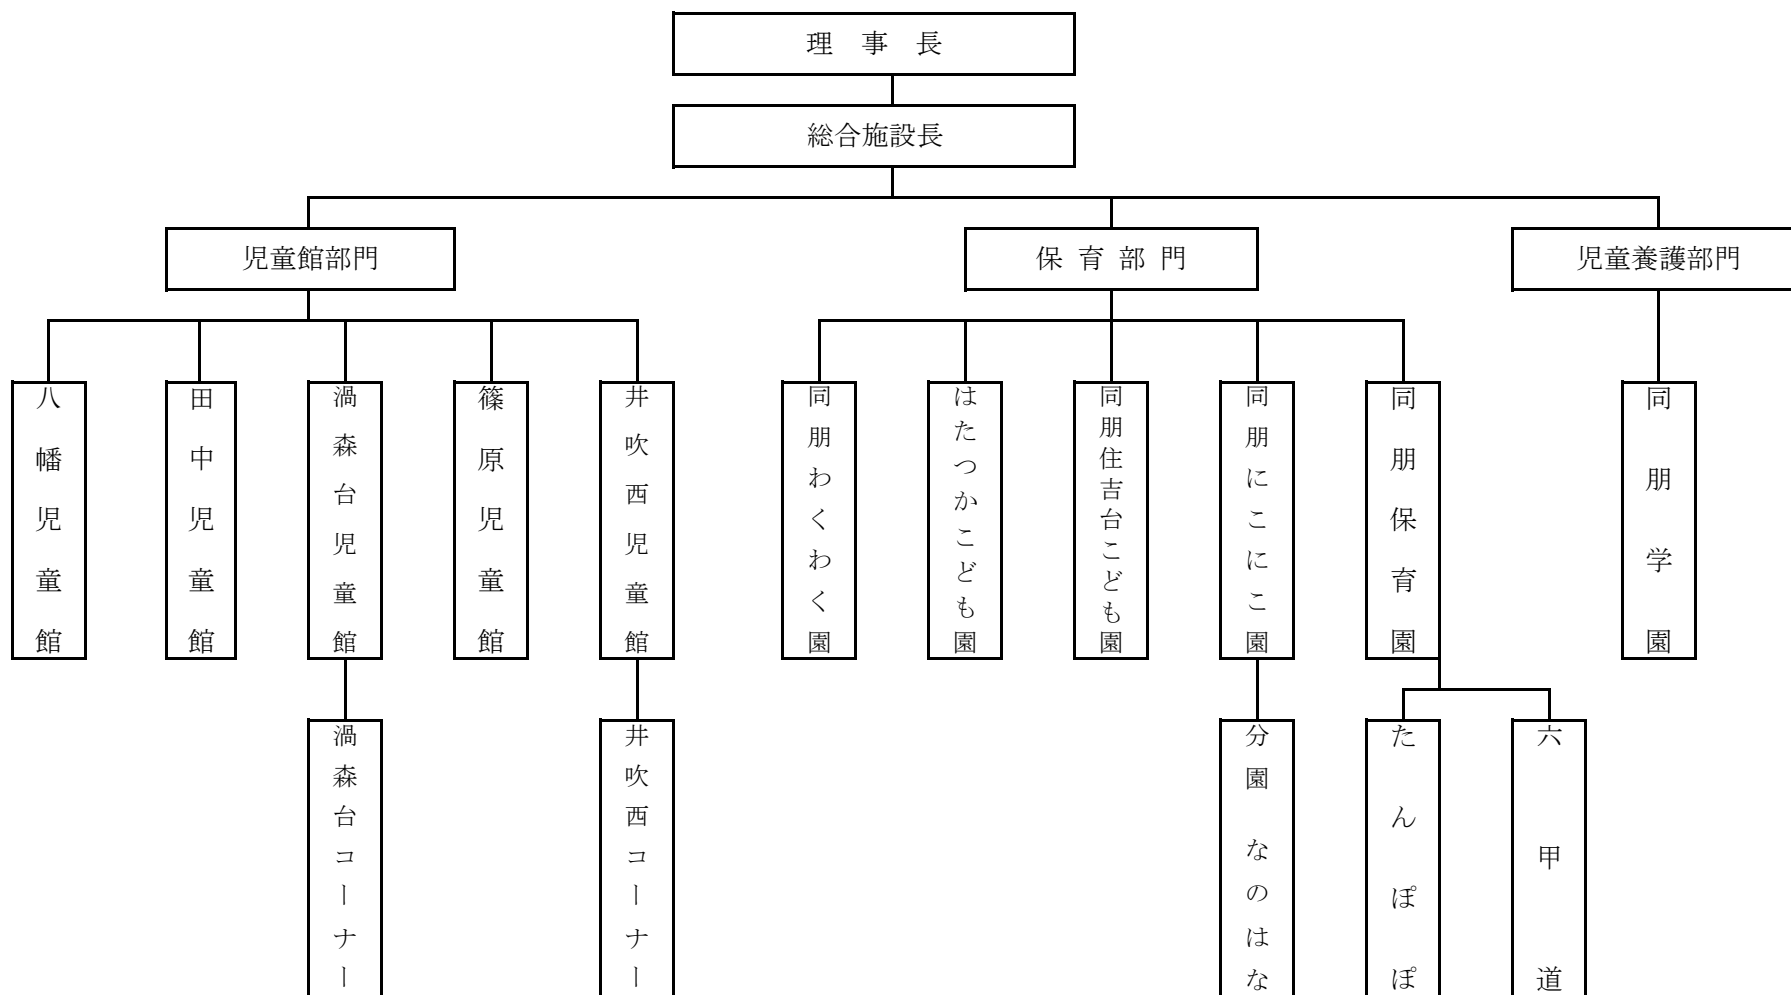 理 事 長
総合施設長
児童館部門
保 育 部 門
児童養護部門
八幡児童館
田中児童館
渦森台児童館
篠原児童館
井吹西児童館
同朋わくわく園
はたつかこども園
同朋住吉台こども園
同朋にこにこ園
同朋保育園
同朋学園
渦森台コーナー
井吹西コーナー
分園 なのはな
たんぽぽ
六甲道